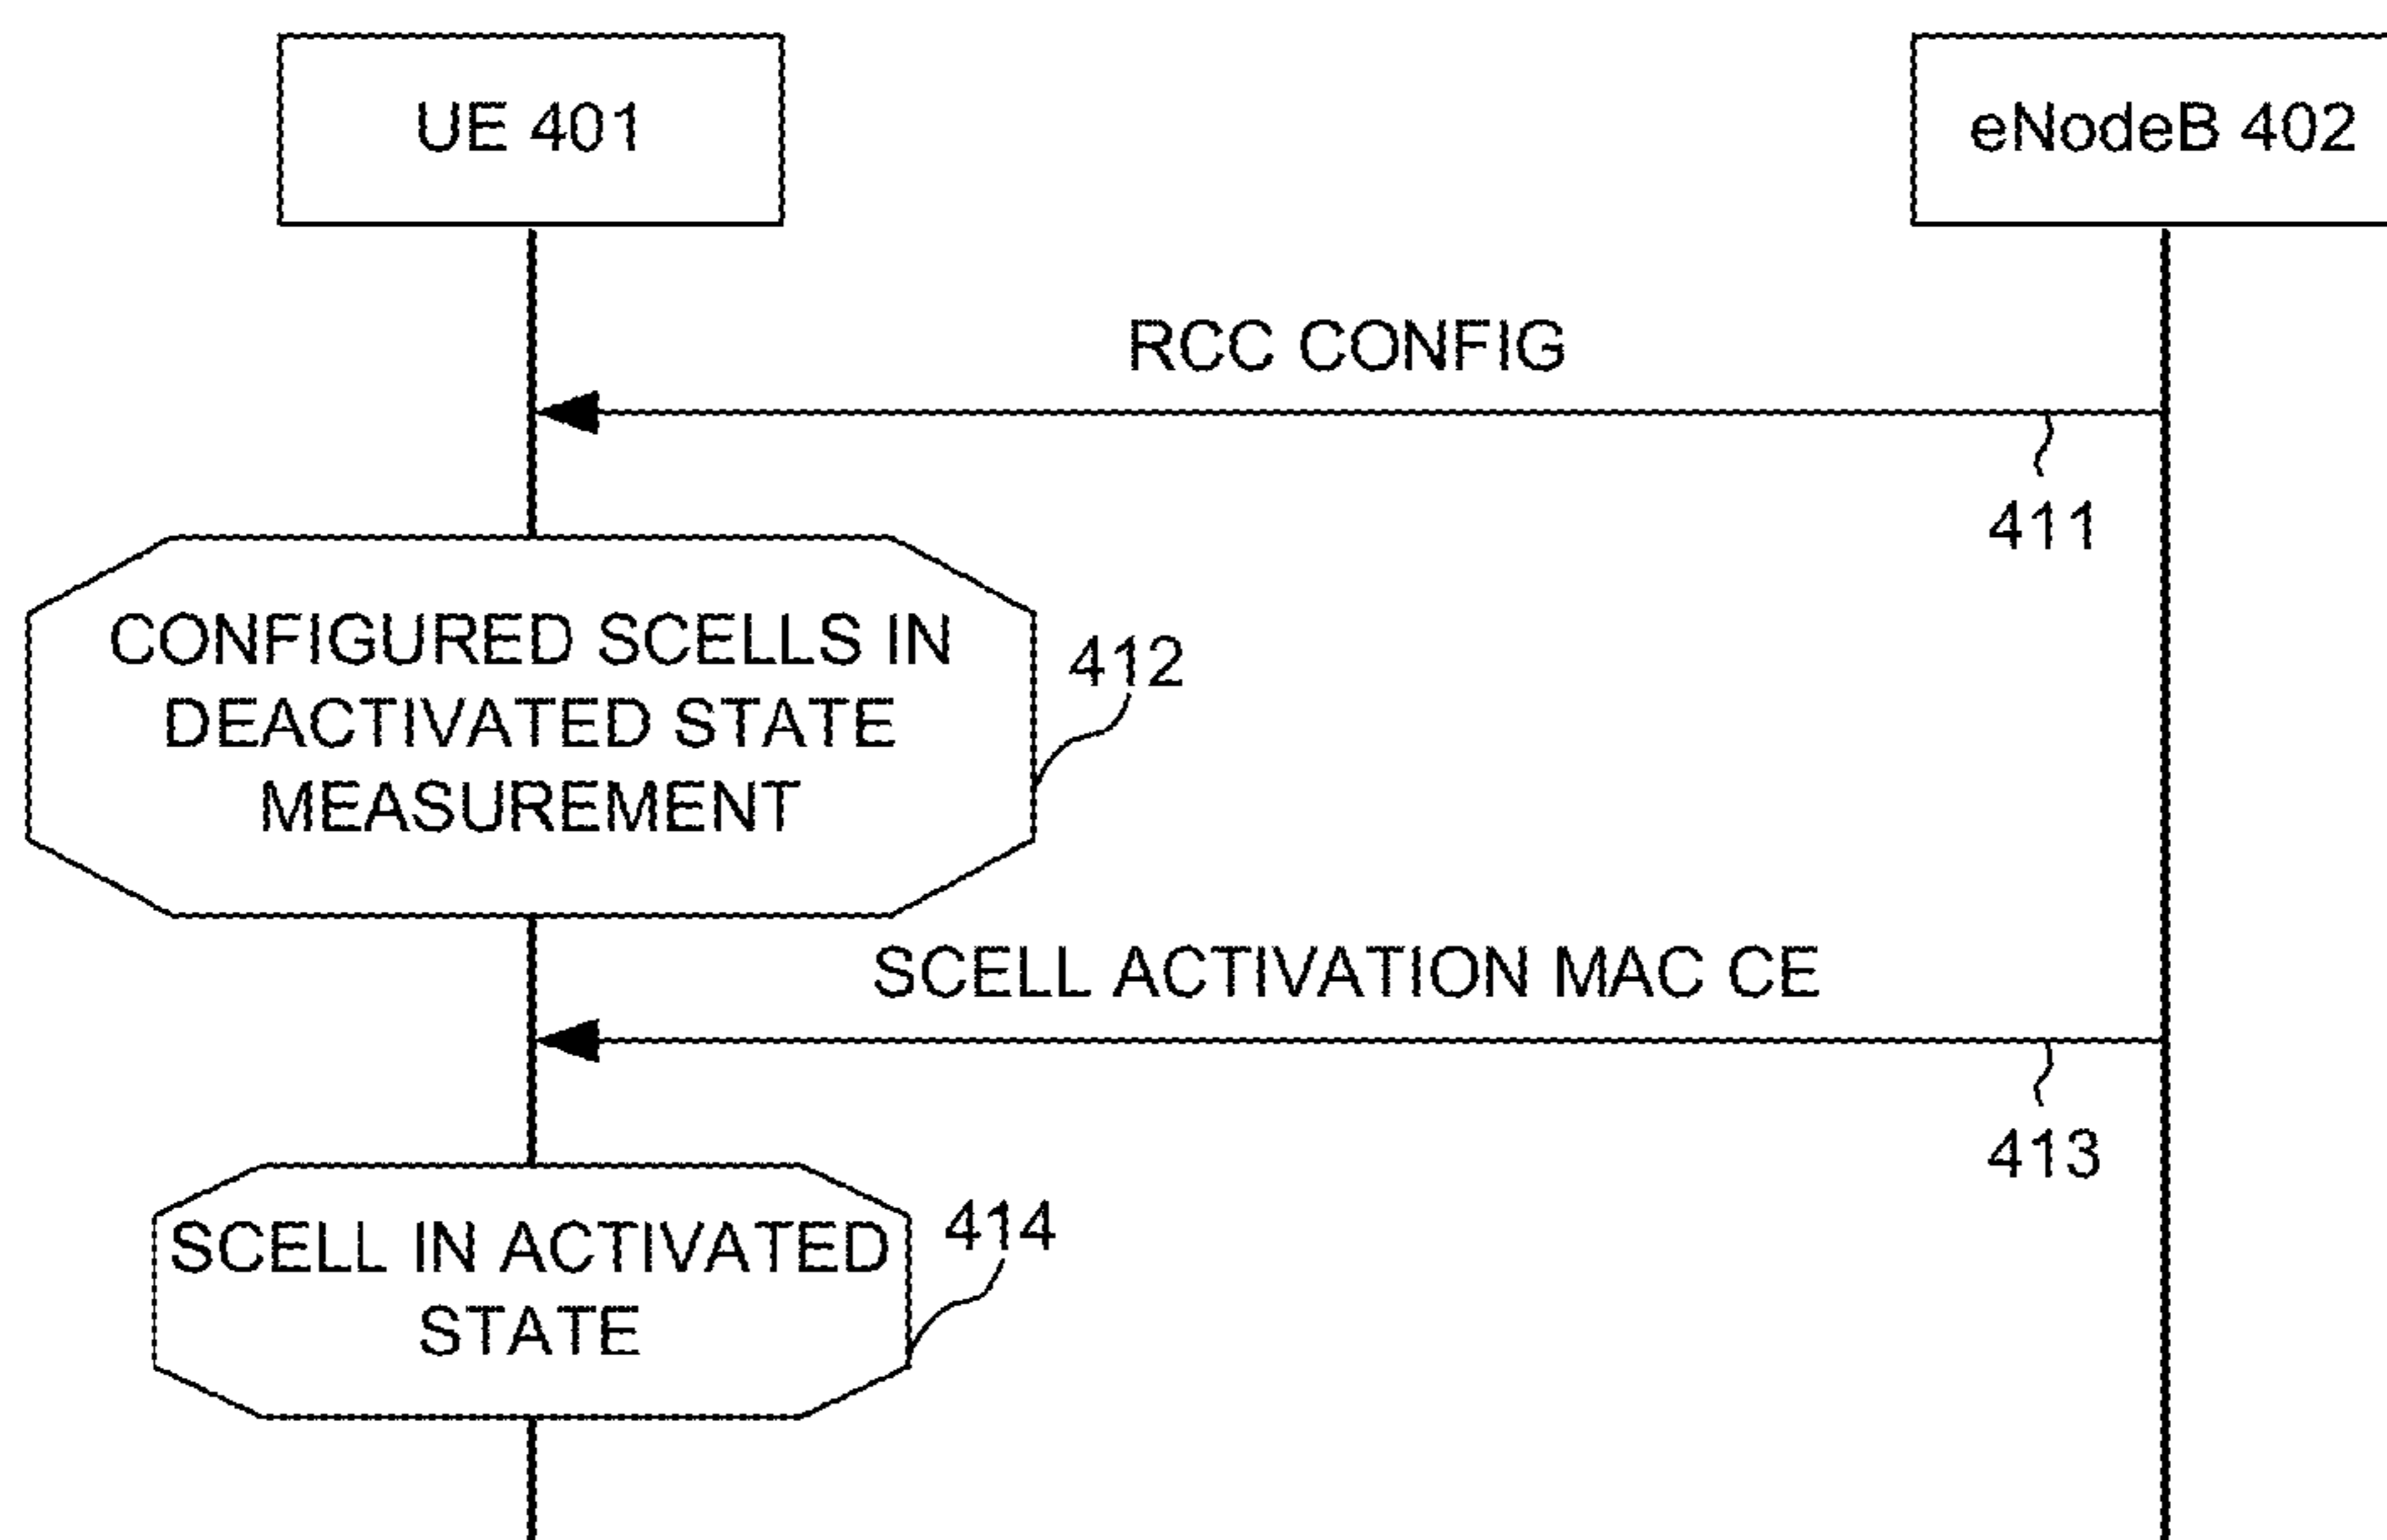 UE 401
eNodeB 402
RCC CONFIG
411
CONFIGURED SCELLS IN
DEACTIVATED STATE
MEASUREMENT
412
SCELL ACTIVATION MAC CE
413
SCELL IN ACTIVATED
STATE
414